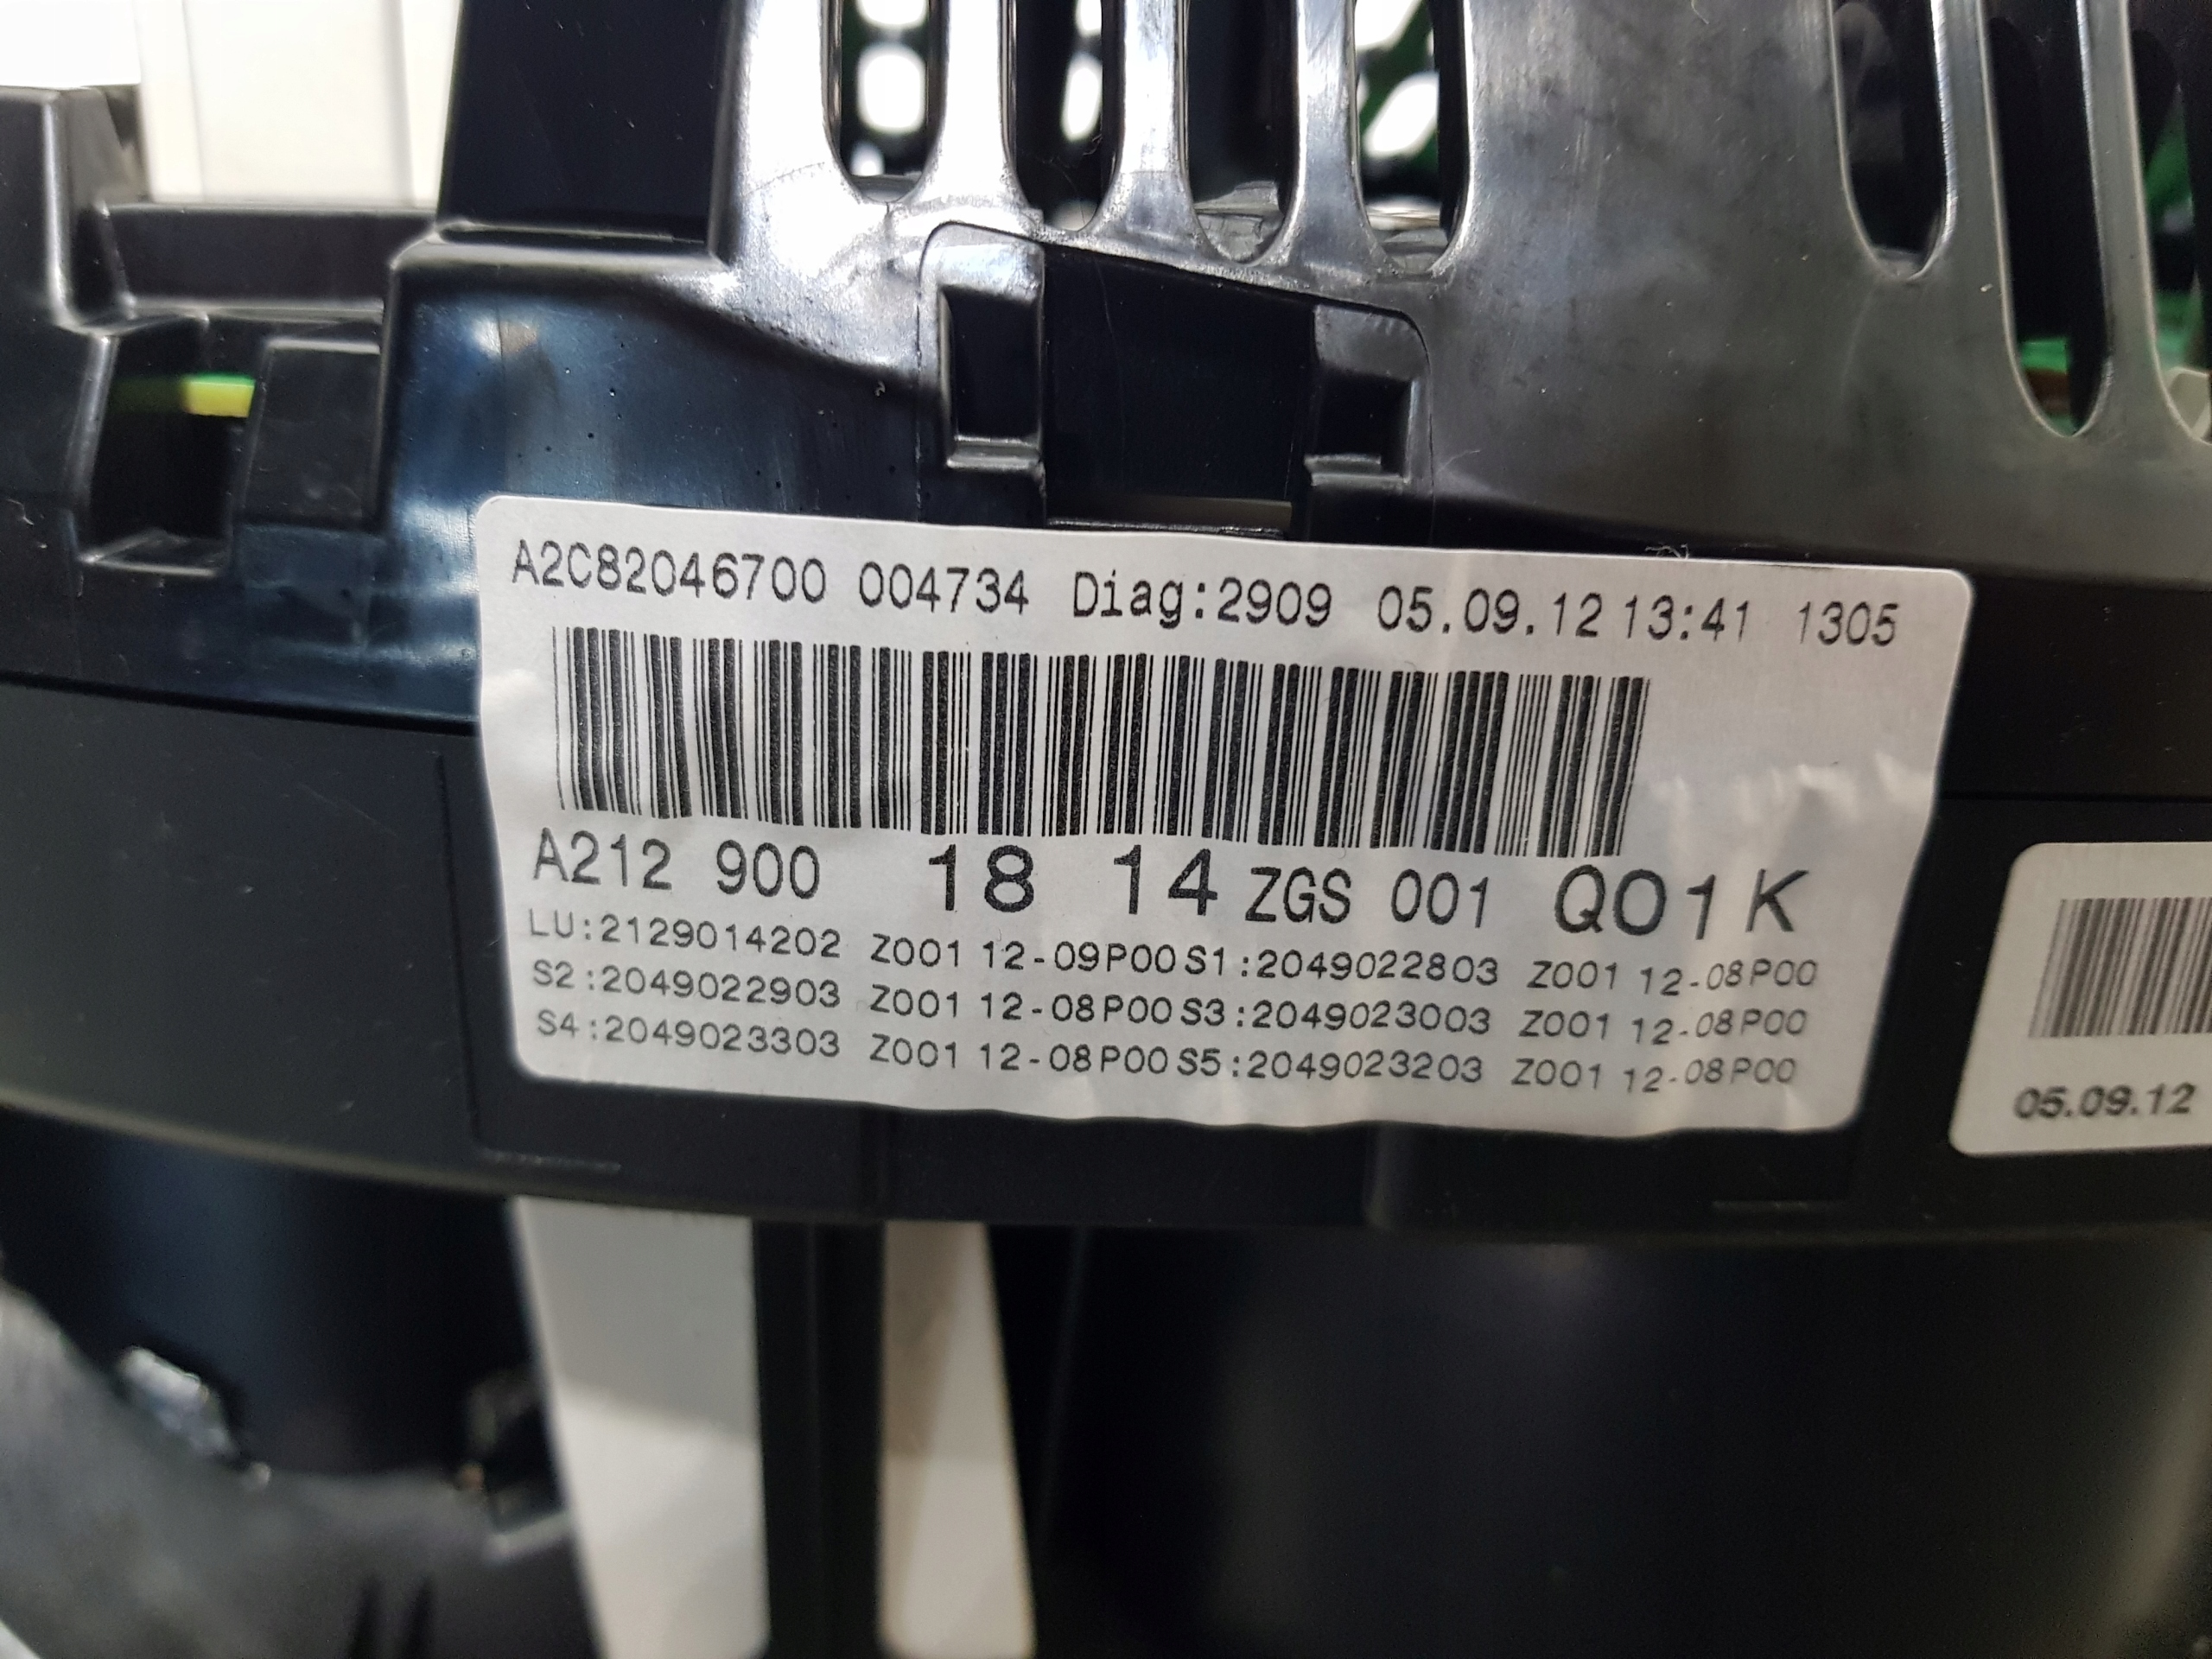 A2C82046700 004734 Diag:2909 05.09.12 13:41 1305
A212 900 18 14 ZGS 001 Q01K
LU:2129014202 Z001 12-09P00 S1:2049022803 Z001 12-08P00
S2:2049022903 Z001 12-08P00 S3:2049023003 Z001 12-08P00
S4:2049023303 Z001 12-08P00 S5:2049023203 Z001 12-08P00
05.09.12